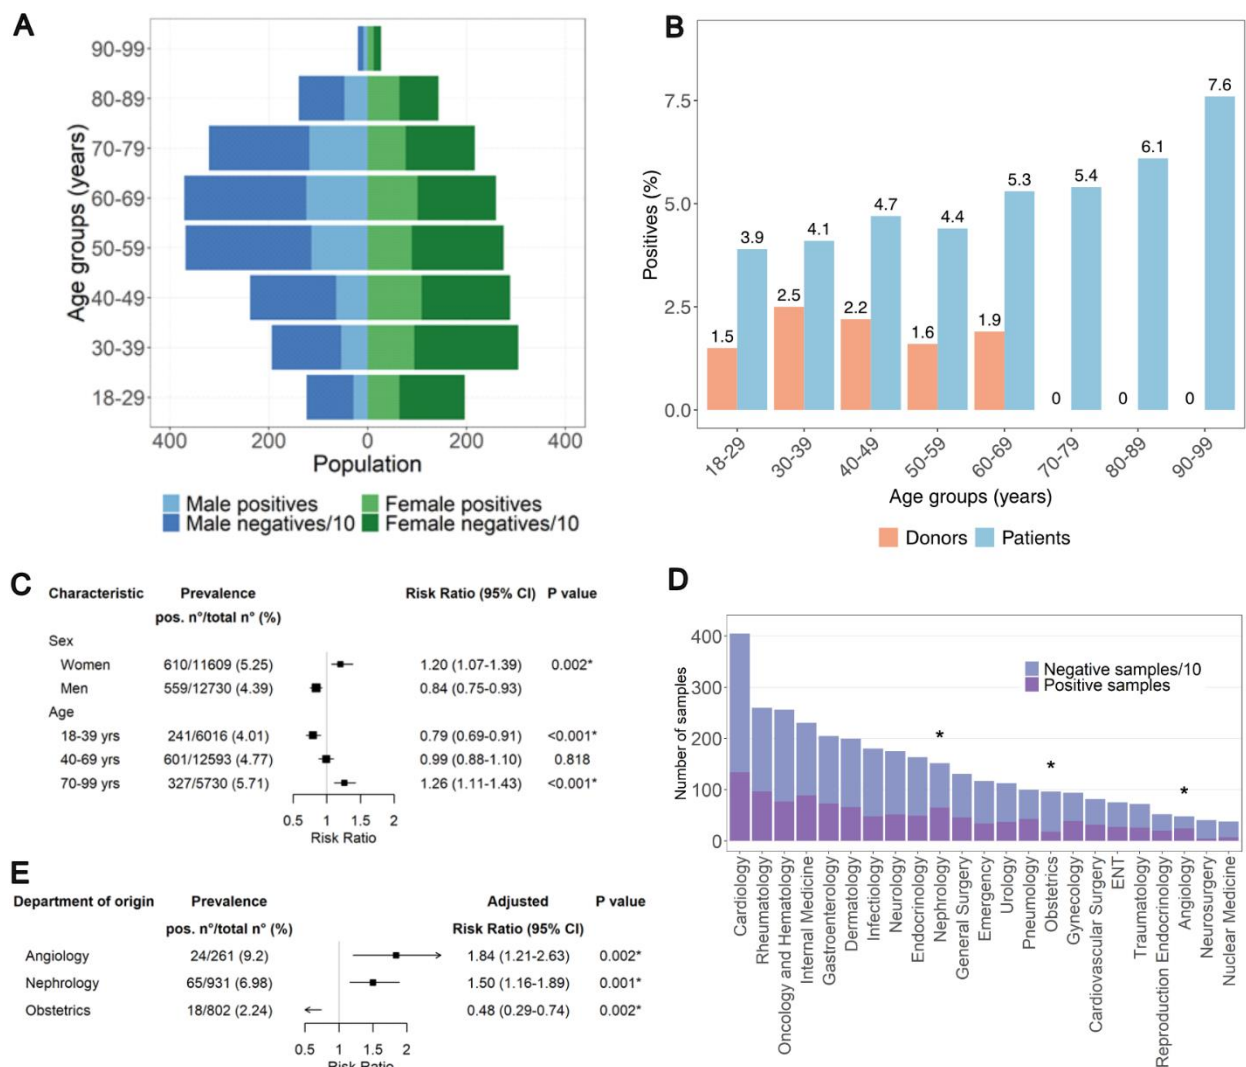 A
Age groups (years)
90-99
80-89
70-79
60-69
50-59
40-49
30-39
18-29
400 200 0 200 400
Population
Male positives Female positives
Male negatives/10 Female negatives/10
B
Positives (%)
7.5
5.0
2.5
0.0
1.5 3.9 2.5 4.1 2.2 4.7 1.6 4.4 1.9 5.3 0 5.4 0 6.1 0 7.6
18-29 30-39 40-49 50-59 60-69 70-79 80-89 90-99
Age groups (years)
Donors Patients
C
Characteristic Prevalence Risk Ratio (95% CI) P value
pos. n°/total n° (%)
Sex
Women 610/11609 (5.25) 1.20 (1.07-1.39) 0.002*
Men 559/12730 (4.39) 0.84 (0.75-0.93)
Age
18-39 yrs 241/6016 (4.01) 0.79 (0.69-0.91) <0.001*
40-69 yrs 601/12593 (4.77) 0.99 (0.88-1.10) 0.818
70-99 yrs 327/5730 (5.71) 1.26 (1.11-1.43) <0.001*
0.5 1 1.5 2
Risk Ratio
D
Number of samples
400
300
200
100
0
Negative samples/10
Positive samples
* * *
Cardiology
Rheumatology
Oncology and Hematology
Internal Medicine
Gastroenterology
Dermatology
Infectiology
Neurology
Endocrinology
Nephrology
General Surgery
Emergency
Urology
Pneumology
Obstetrics
Gynecology
Cardiovascular Surgery
ENT
Traumatology
Reproduction Endocrinology
Angiology
Neurosurgery
Nuclear Medicine
E
Department of origin Prevalence Adjusted P value
pos. n°/total n° (%) Risk Ratio (95% CI)
Angiology 24/261 (9.2) 1.84 (1.21-2.63) 0.002*
Nephrology 65/931 (6.98) 1.50 (1.16-1.89) 0.001*
Obstetrics 18/802 (2.24) 0.48 (0.29-0.74) 0.002*
0.5 1 1.5 2
Risk Ratio